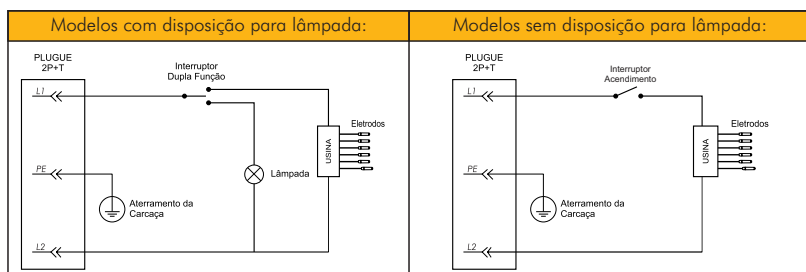 Modelos com disposição para lâmpada:
PLUGUE
2P+T
L1
Interruptor
Dupla Função
Eletrodos
USINA
PE
Lâmpada
Aterramento da
Carcaça
L2
Modelos sem disposição para lâmpada:
PLUGUE
2P+T
L1
Interruptor
Acendimento
Eletrodos
USINA
PE
Aterramento da
Carcaça
L2